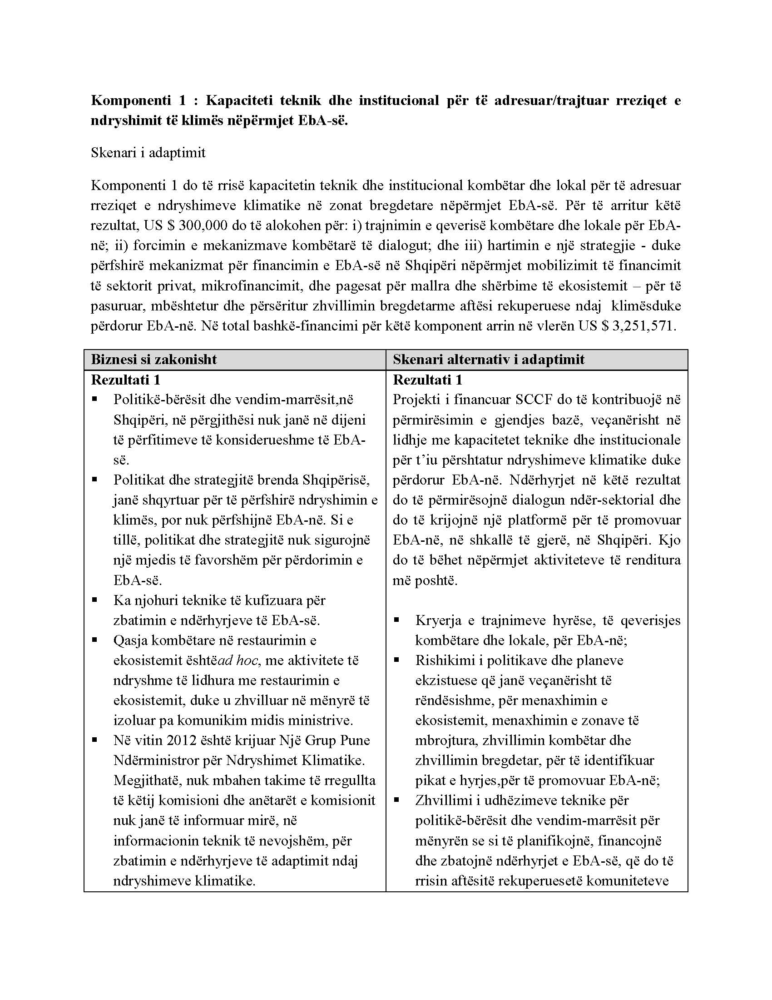 Komponenti 1 : Kapaciteti teknik dhe institucional për të adresuar/trajtuar rreziqet e
ndryshimit të klimës nëpërmjet EbA-së.
Skenari i adaptimit
Komponenti 1 do të rrisë kapacitetin teknik dhe institucional kombëtar dhe lokal për të adresuar
rreziqet e ndryshimeve klimatike në zonat bregdetare nëpërmjet EbA-së. Për të arritur këtë
rezultat, US $ 300,000 do të alokohen për: i) trajnimin e qeverisë kombëtare dhe lokale për EbA-
në; ii) forcimin e mekanizmave kombëtarë të dialogut; dhe iii) hartimin e një strategjie - duke
përfshirë mekanizmat për financimin e EbA-së në Shqipëri nëpërmjet mobilizimit të financimit
të sektorit privat, mikrofinancimit, dhe pagesat për mallra dhe shërbime të ekosistemit – për të
pasuruar, mbështetur dhe përsëritur zhvillimin bregdetarme aftësi rekuperuese ndaj  klimësduke
përdorur EbA-në. Në total bashkë-financimi për këtë komponent arrin në vlerën US $ 3,251,571.
Biznesi si zakonisht
Rezultati 1
▪ Politikë-bërësit dhe vendim-marrësit,në
Shqipëri, në përgjithësi nuk janë në dijeni
të përfitimeve të konsiderueshme të EbA-
së.
▪ Politikat dhe strategjitë brenda Shqipërisë,
janë shqyrtuar për të përfshirë ndryshimin e
klimës, por nuk përfshijnë EbA-në. Si e
tillë, politikat dhe strategjitë nuk sigurojnë
një mjedis të favorshëm për përdorimin e
EbA-së.
▪ Ka njohuri teknike të kufizuara për
zbatimin e ndërhyrjeve të EbA-së.
▪ Qasja kombëtare në restaurimin e
ekosistemit ështëad hoc, me aktivitete të
ndryshme të lidhura me restaurimin e
ekosistemit, duke u zhvilluar në mënyrë të
izoluar pa komunikim midis ministrive.
▪ Në vitin 2012 është krijuar Një Grup Pune
Ndërministror për Ndryshimet Klimatike.
Megjithatë, nuk mbahen takime të rregullta
të këtij komisioni dhe anëtarët e komisionit
nuk janë të informuar mirë, në
informacionin teknik të nevojshëm, për
zbatimin e ndërhyrjeve të adaptimit ndaj
ndryshimeve klimatike.
Skenari alternativ i adaptimit
Rezultati 1
Projekti i financuar SCCF do të kontribuojë në
përmirësimin e gjendjes bazë, veçanërisht në
lidhje me kapacitetet teknike dhe institucionale
për t’iu përshtatur ndryshimeve klimatike duke
përdorur EbA-në. Ndërhyrjet në këtë rezultat
do të përmirësojnë dialogun ndër-sektorial dhe
do të krijojnë një platformë për të promovuar
EbA-në, në shkallë të gjerë, në Shqipëri. Kjo
do të bëhet nëpërmjet aktiviteteve të renditura
më poshtë.
▪ Kryerja e trajnimeve hyrëse, të qeverisjes
kombëtare dhe lokale, për EbA-në;
▪ Rishikimi i politikave dhe planeve
ekzistuese që janë veçanërisht të
rëndësishme, për menaxhimin e
ekosistemit, menaxhimin e zonave të
mbrojtura, zhvillimin kombëtar dhe
zhvillimin bregdetar, për të identifikuar
pikat e hyrjes,për të promovuar EbA-në;
▪ Zhvillimi i udhëzimeve teknike për
politikë-bërësit dhe vendim-marrësit për
mënyrën se si të planifikojnë, financojnë
dhe zbatojnë ndërhyrjet e EbA-së, që do të
rrisin aftësitë rekuperuesetë komuniteteve